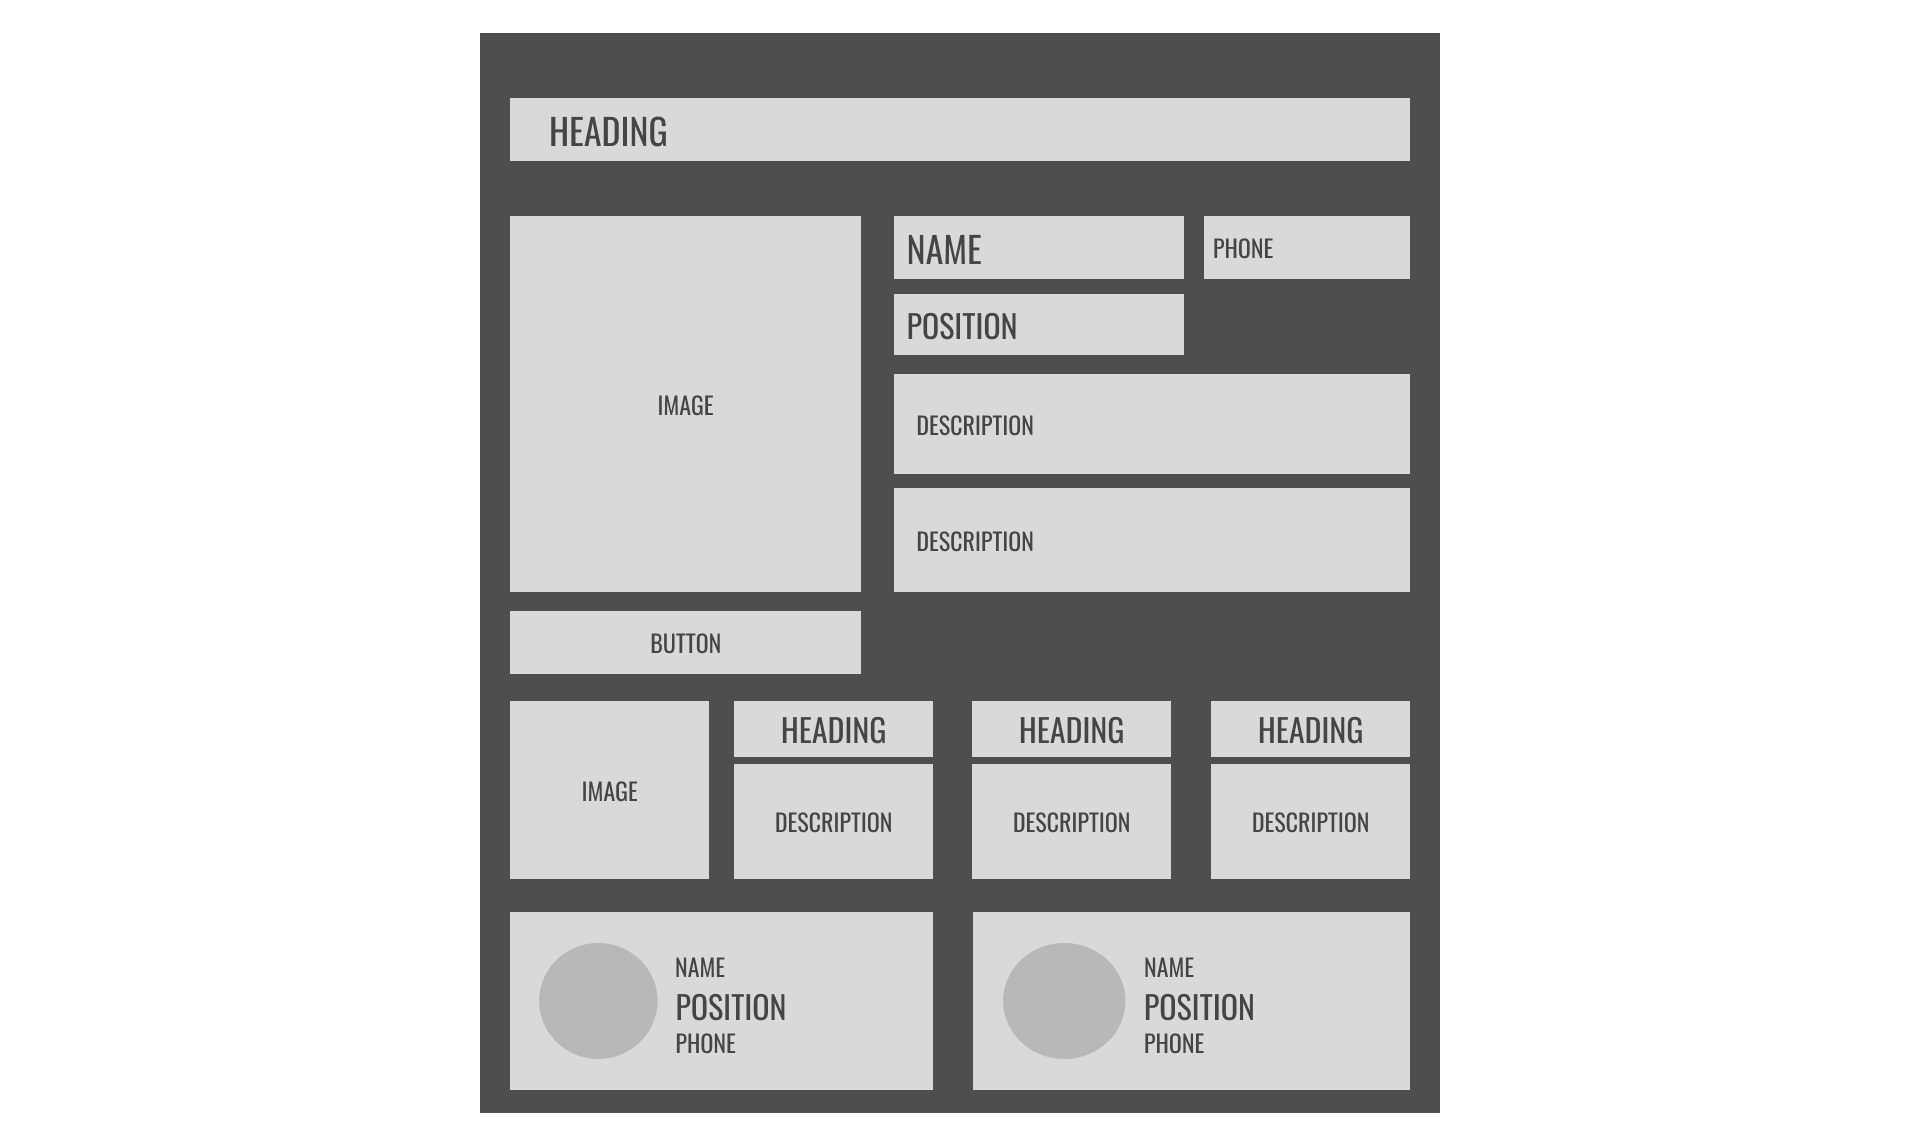 HEADING
IMAGE
NAME
PHONE
POSITION
DESCRIPTION
DESCRIPTION
BUTTON
IMAGE
HEADING
DESCRIPTION
HEADING
DESCRIPTION
HEADING
DESCRIPTION
NAME
POSITION
PHONE
NAME
POSITION
PHONE